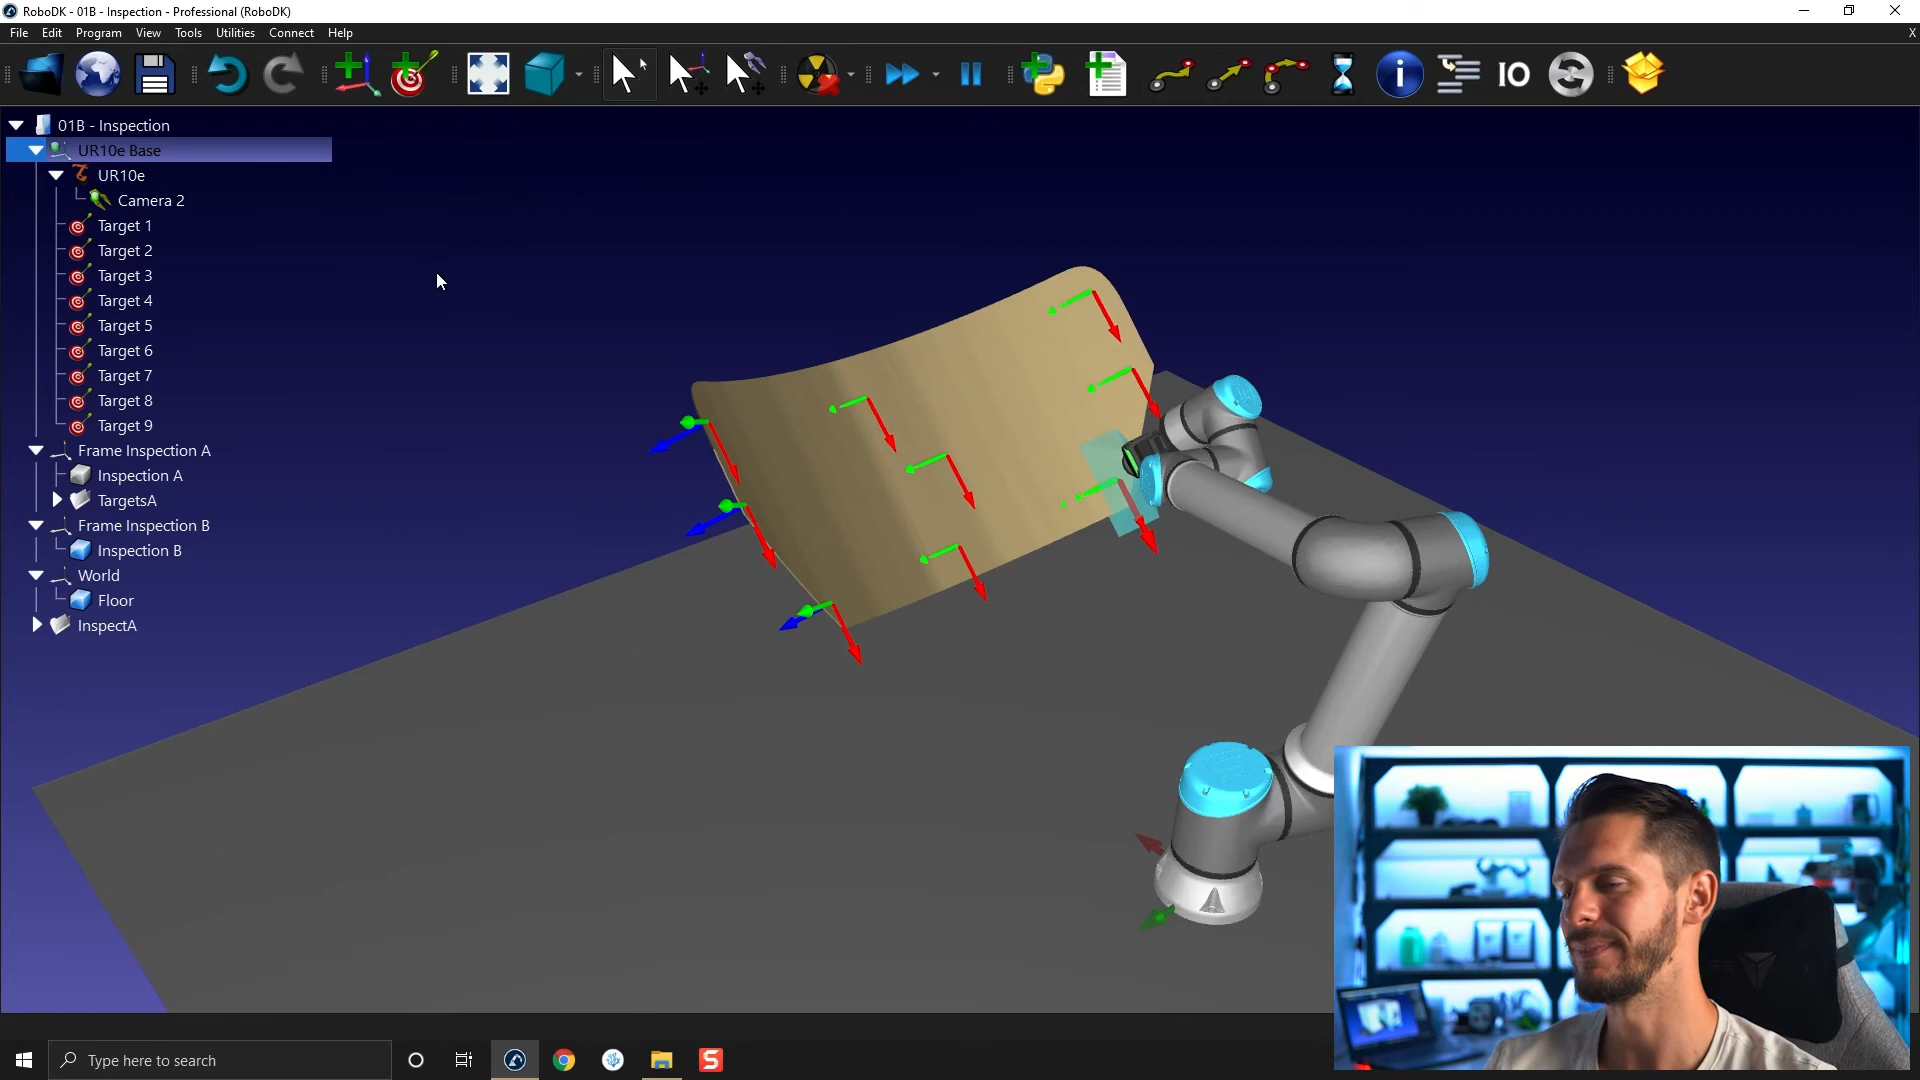 RoboDK - 01B - Inspection - Professional (RoboDK)
File Edit Program View Tools Utilities Connect Help X
IO
01B - Inspection
UR10e Base
UR10e
Camera 2
Target 1
Target 2
Target 3
Target 4
Target 5
Target 6
Target 7
Target 8
Target 9
Frame Inspection A
Inspection A
TargetsA
Frame Inspection B
Inspection B
World
Floor
InspectA
Type here to search
S